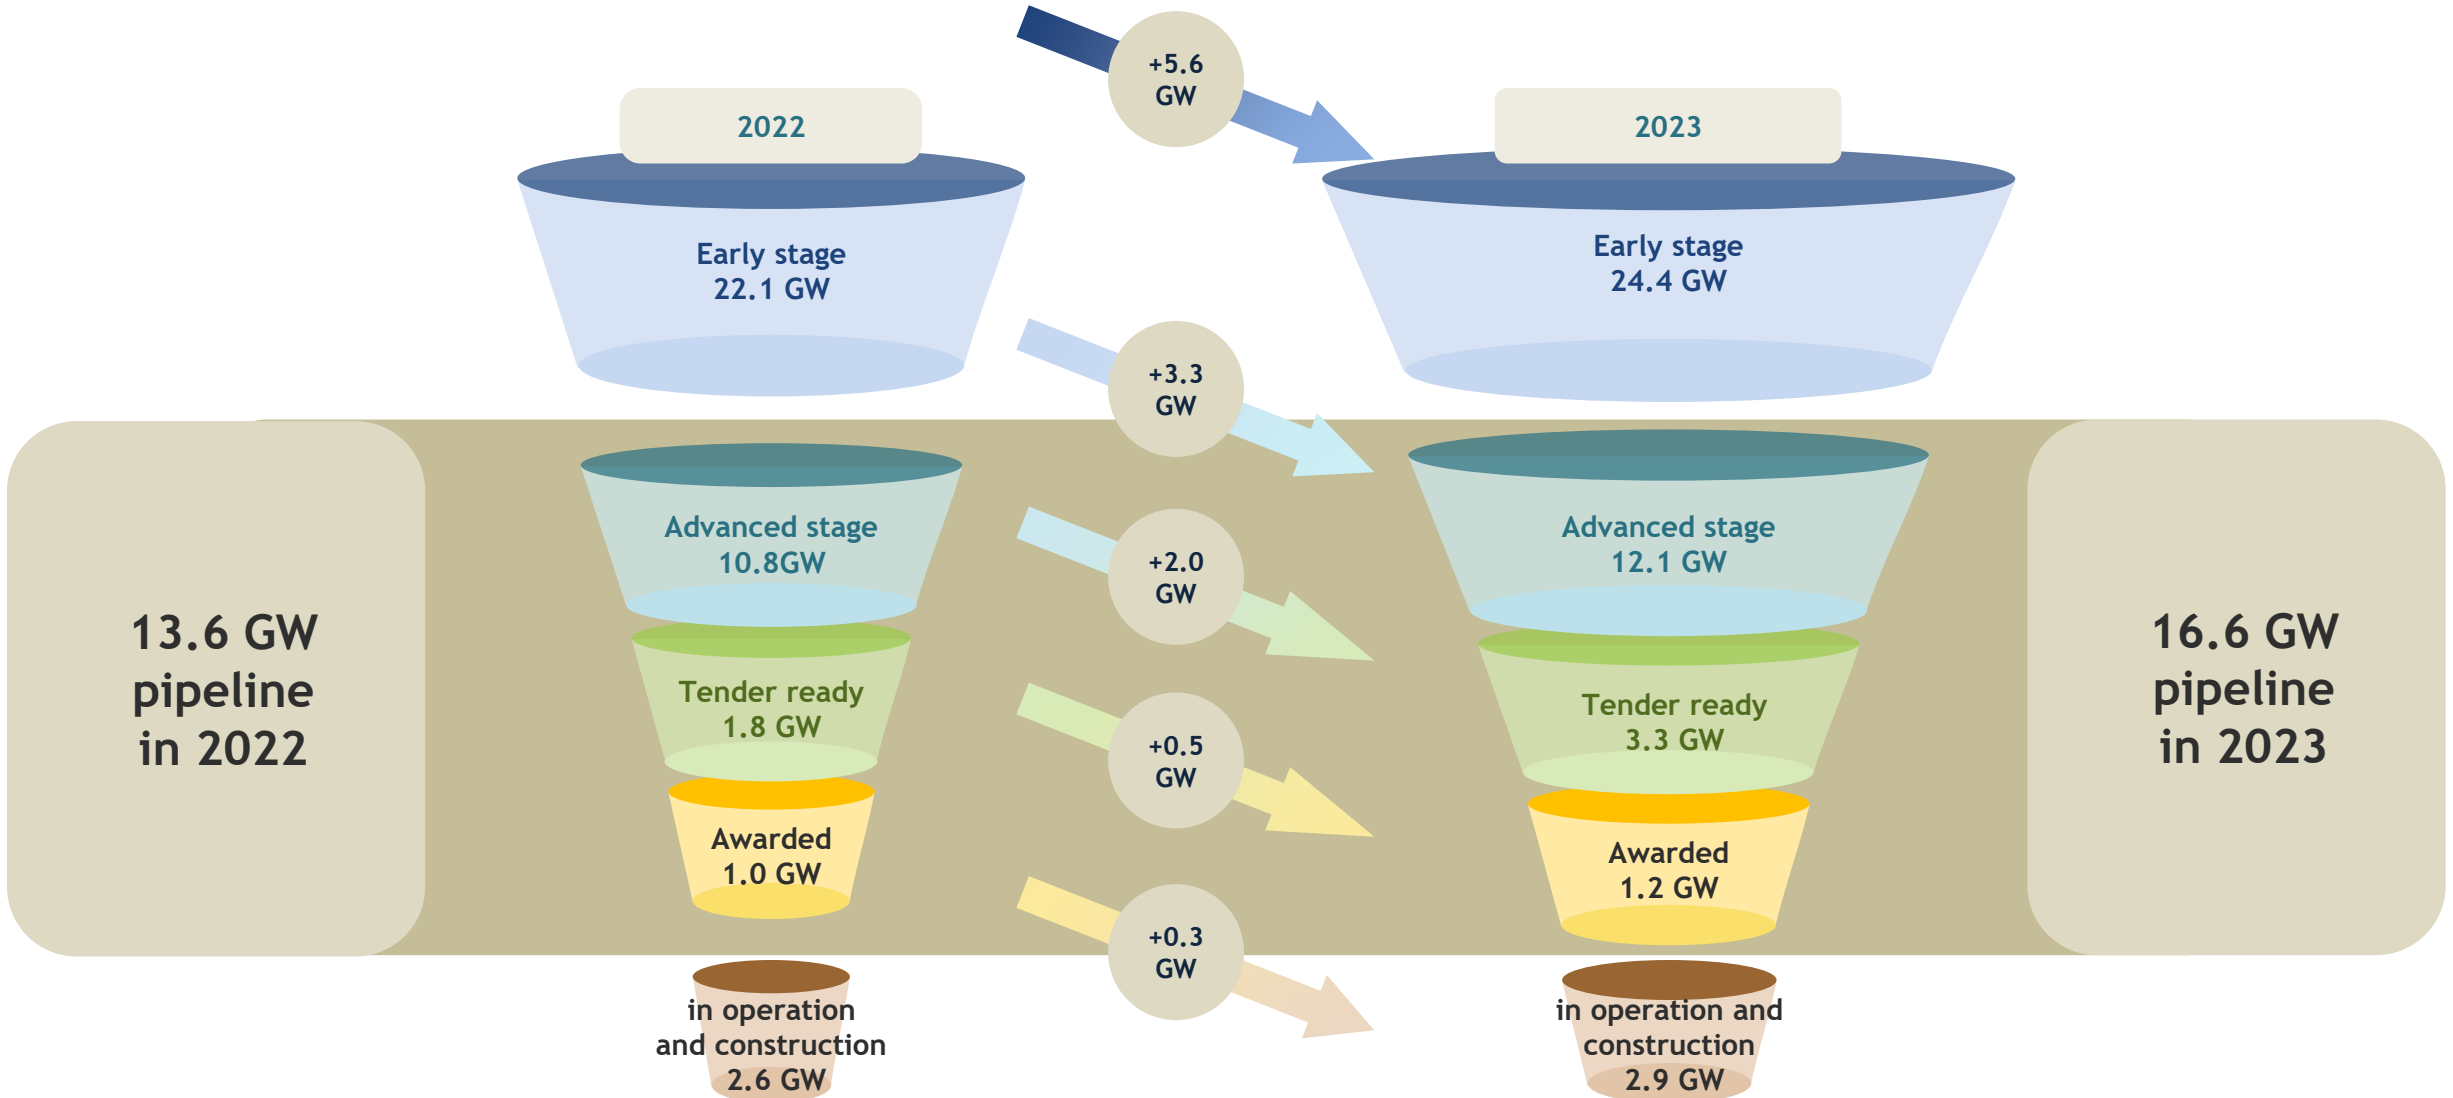 +5.6
GW
2022
2023
Early stage
22.1 GW
Early stage
24.4 GW
+3.3
GW
Advanced stage
10.8GW
+2.0
GW
Advanced stage
12.1 GW
13.6 GW
pipeline
in 2022
Tender ready
1.8 GW
+0.5
GW
Tender ready
3.3 GW
16.6 GW
pipeline
in 2023
Awarded
1.0 GW
Awarded
1.2 GW
+0.3
GW
in operation
and construction
2.6 GW
in operation and
construction
2.9 GW